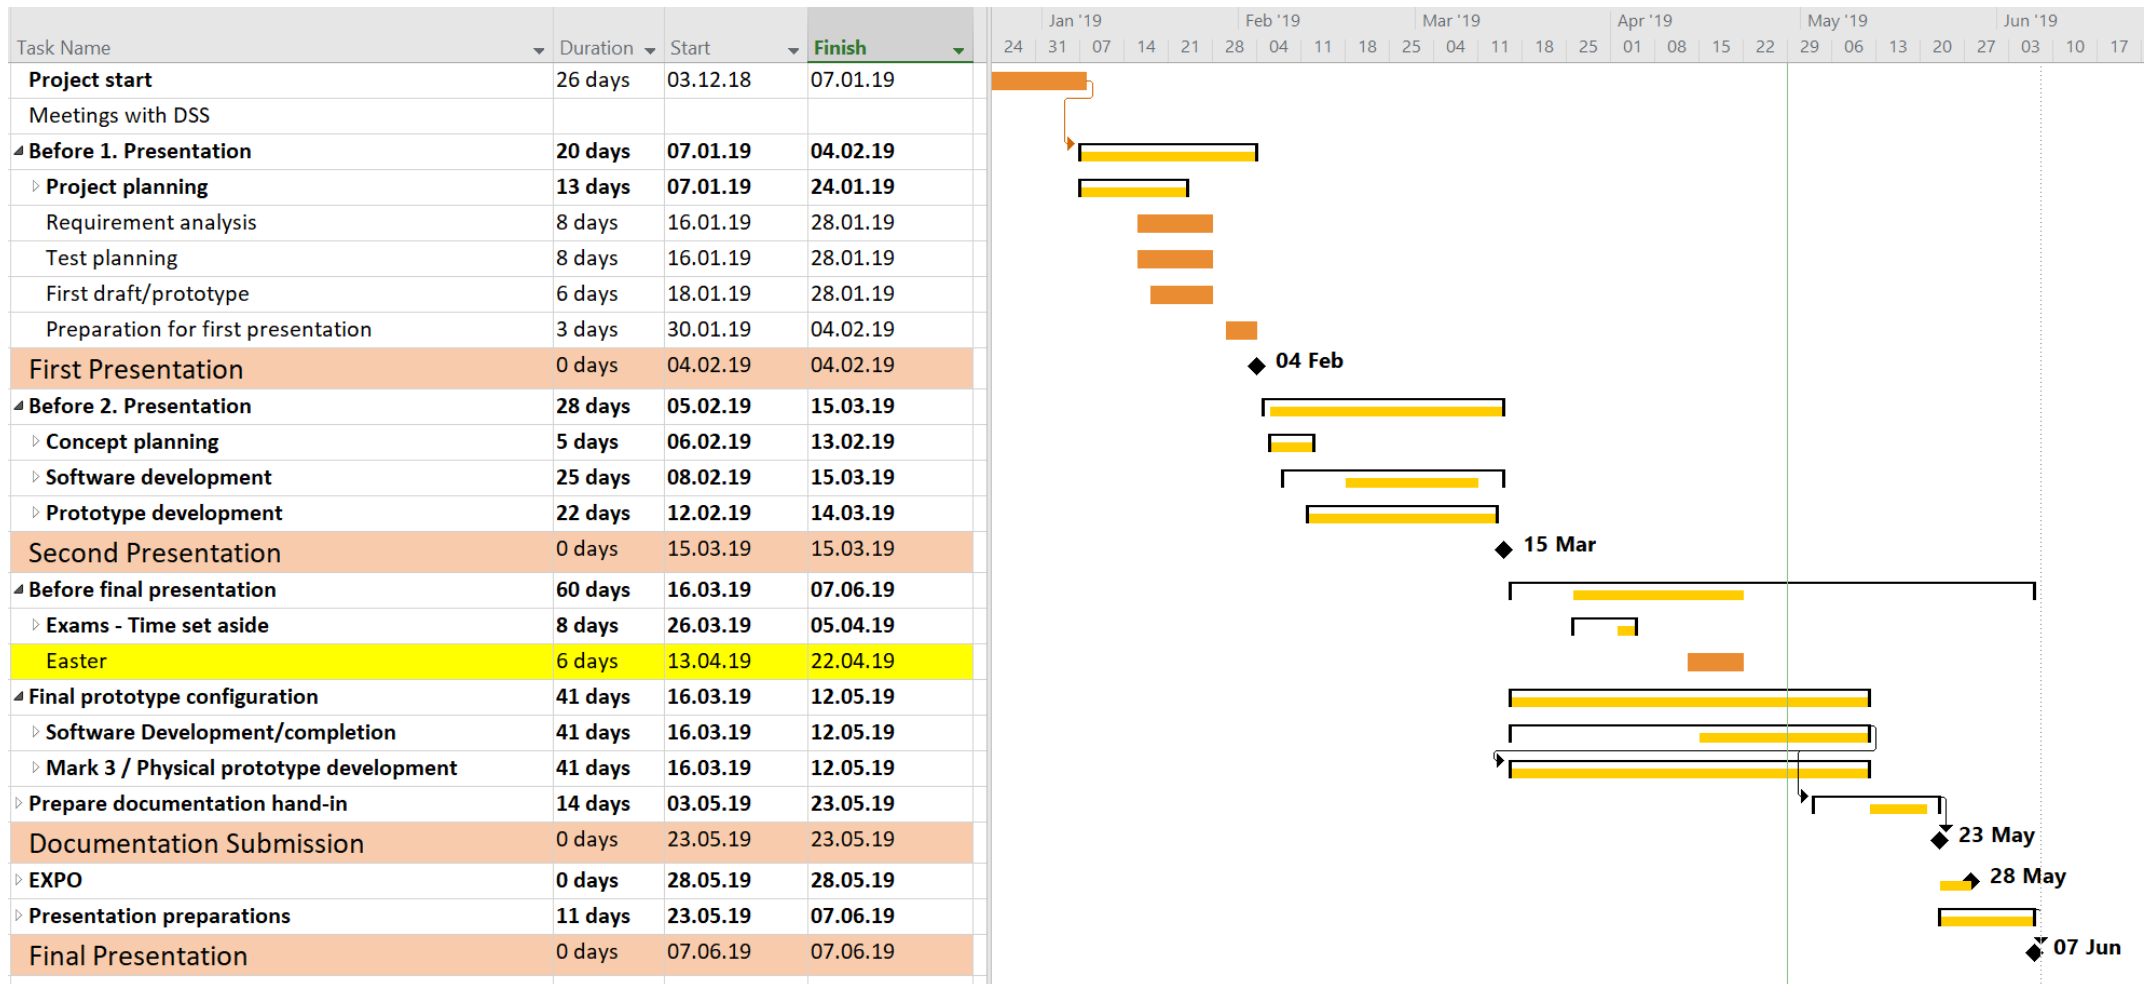 Jan '19 Feb '19 Mar '19 Apr '19 May '19 Jun '19
Task Name Duration Start Finish 24 31 07 14 21 28 04 11 18 25 04 11 18 25 01 08 15 22 29 06 13 20 27 03 10 17
Project start 26 days 03.12.18 07.01.19
Meetings with DSS
Before 1. Presentation 20 days 07.01.19 04.02.19
Project planning 13 days 07.01.19 24.01.19
Requirement analysis 8 days 16.01.19 28.01.19
Test planning 8 days 16.01.19 28.01.19
First draft/prototype 6 days 18.01.19 28.01.19
Preparation for first presentation 3 days 30.01.19 04.02.19
First Presentation 0 days 04.02.19 04.02.19 04 Feb
Before 2. Presentation 28 days 05.02.19 15.03.19
Concept planning 5 days 06.02.19 13.02.19
Software development 25 days 08.02.19 15.03.19
Prototype development 22 days 12.02.19 14.03.19
Second Presentation 0 days 15.03.19 15.03.19 15 Mar
Before final presentation 60 days 16.03.19 07.06.19
Exams - Time set aside 8 days 26.03.19 05.04.19
Easter 6 days 13.04.19 22.04.19
Final prototype configuration 41 days 16.03.19 12.05.19
Software Development/completion 41 days 16.03.19 12.05.19
Mark 3 / Physical prototype development 41 days 16.03.19 12.05.19
Prepare documentation hand-in 14 days 03.05.19 23.05.19
Documentation Submission 0 days 23.05.19 23.05.19 23 May
EXPO 0 days 28.05.19 28.05.19 28 May
Presentation preparations 11 days 23.05.19 07.06.19
Final Presentation 0 days 07.06.19 07.06.19 07 Jun